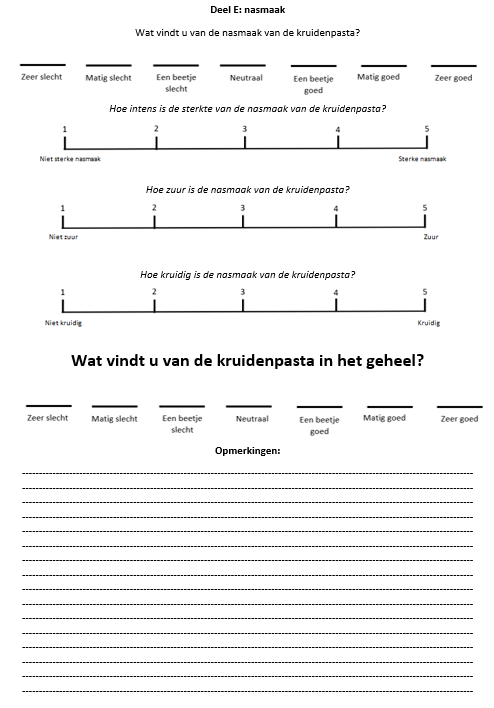 Deel E: nasmaak
Wat vindt u van de nasmaak van de kruidenpasta?
Zeer slecht Matig slecht Een beetje slecht Neutraal Een beetje goed Matig goed Zeer goed
Hoe intens is de sterkte van de nasmaak van de kruidenpasta?
1 2 3 4 5
Niet sterke nasmaak Sterke nasmaak
Hoe zuur is de nasmaak van de kruidenpasta?
1 2 3 4 5
Niet zuur Zuur
Hoe kruidig is de nasmaak van de kruidenpasta?
1 2 3 4 5
Niet kruidig Kruidig
Wat vindt u van de kruidenpasta in het geheel?
Zeer slecht Matig slecht Een beetje slecht Neutraal Een beetje goed Matig goed Zeer goed
Opmerkingen: